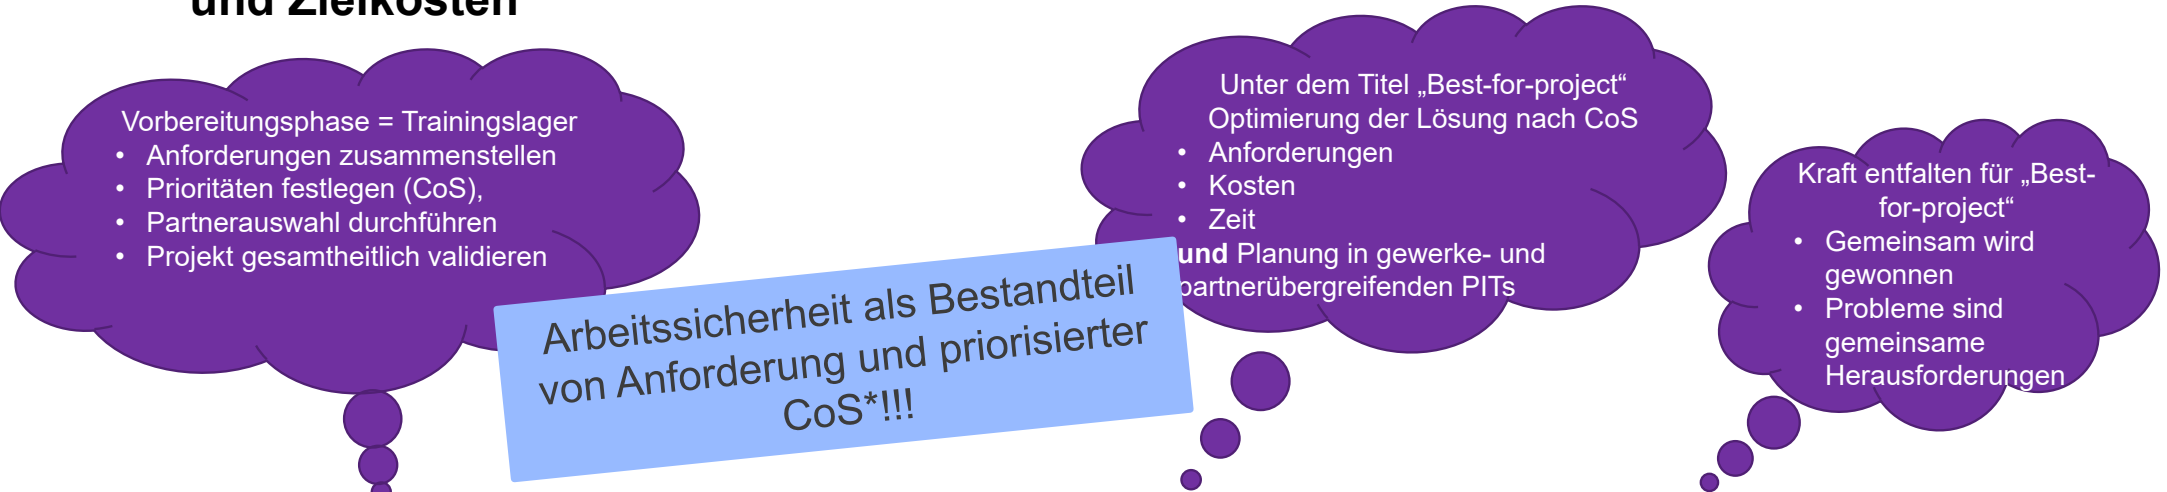 und Zielkosten
Vorbereitungsphase = Trainingslager
• Anforderungen zusammenstellen
• Prioritäten festlegen (CoS),
• Partnerauswahl durchführen
• Projekt gesamtheitlich validieren
Arbeitssicherheit als Bestandteil
von Anforderung und priorisierter
CoS*!!!
Unter dem Titel „Best-for-project“
Optimierung der Lösung nach CoS
• Anforderungen
• Kosten
• Zeit
und Planung in gewerke- und
partnerübergreifenden PITs
Kraft entfalten für „Best-
for-project“
• Gemeinsam wird
gewonnen
• Probleme sind
gemeinsame
Herausforderungen